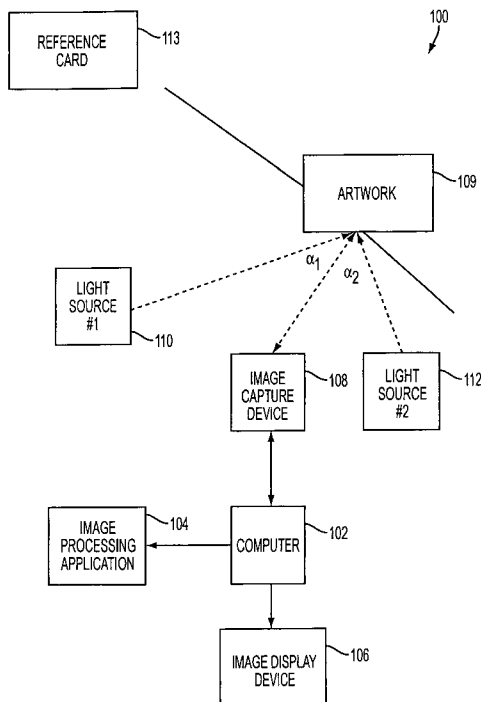 100
REFERENCE
CARD
113
ARTWORK
109
α1
α2
LIGHT
SOURCE
#1
110
IMAGE
CAPTURE
DEVICE
108
LIGHT
SOURCE
#2
112
IMAGE
PROCESSING
APPLICATION
104
COMPUTER
102
IMAGE DISPLAY
DEVICE
106